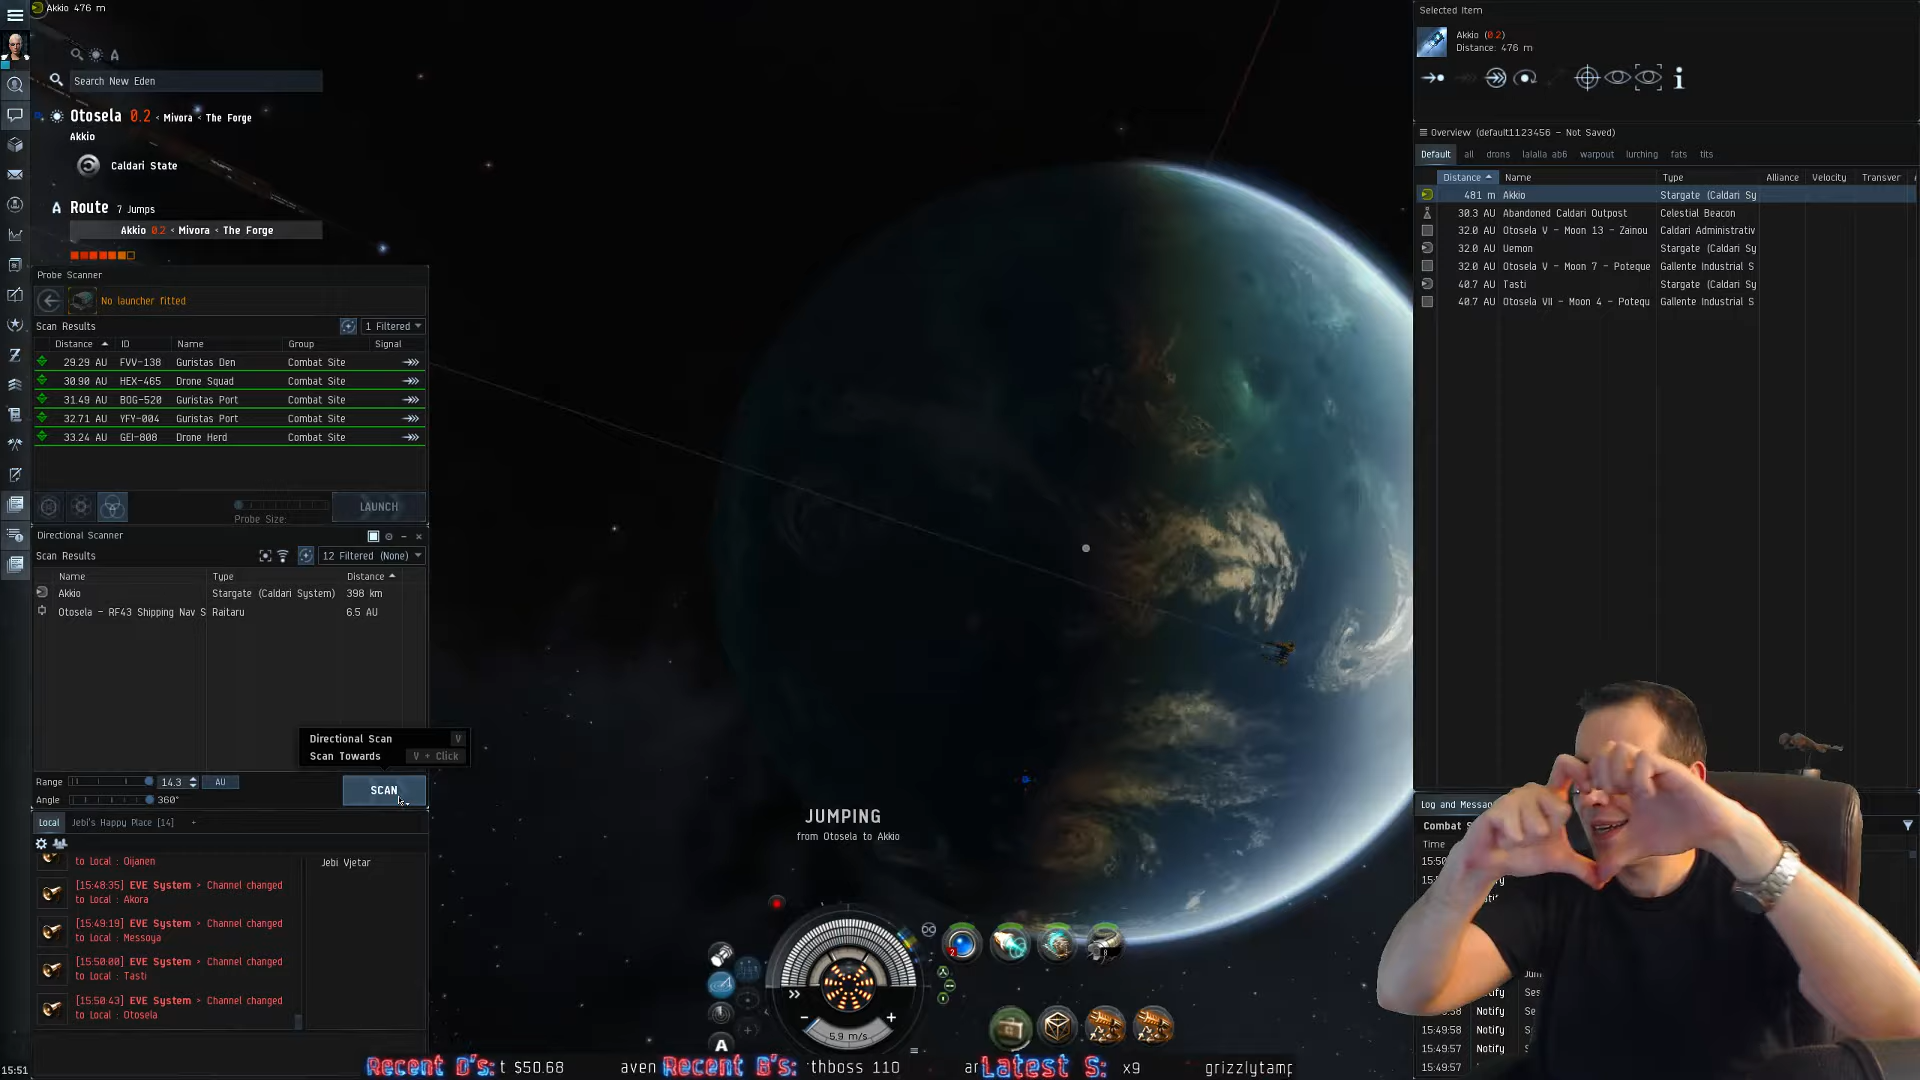 Akkio 476 m
Search New Eden
Otosela 0.2 < Mivora < The Forge
Akkio
Caldari State
Route 7 Jumps
Akkio 0.2 < Mivora < The Forge
Probe Scanner
No launcher fitted
Scan Results 1 Filtered
Distance ID Name Group Signal
29.29 AU FVV-138 Guristas Den Combat Site
30.90 AU HEX-465 Drone Squad Combat Site
31.49 AU BOG-520 Guristas Port Combat Site
32.71 AU YFY-004 Guristas Port Combat Site
33.24 AU GEI-808 Drone Herd Combat Site
Probe Size:
LAUNCH
Directional Scanner
Scan Results 12 Filtered (None)
Name Type Distance
Akkio Stargate (Caldari System) 398 km
Otosela - RF43 Shipping Nav S Raitaru 6.5 AU
Directional Scan V
Scan Towards V + Click
Range 14.3 AU
SCAN
Angle 360°
Local Jebi's Happy Place [14] +
to Local : Oijanen
[15:48:35] EVE System > Channel changed
to Local : Akora
[15:49:19] EVE System > Channel changed
to Local : Messoya
[15:50:00] EVE System > Channel changed
to Local : Tasti
[15:50:43] EVE System > Channel changed
to Local : Otosela
Jebi Vjetar
15:51
JUMPING
from Otosela to Akkio
2
8
5.9 m/s
A
Recent D's: t $50.68 aven Recent B's: thboss 110 Latest S: x9 grizzlytamp
Selected Item
Akkio (0.2)
Distance: 476 m
Overview (default1123456 - Not Saved)
Default all drons lalalla ab6 warpout lurching fats tits
Distance Name Type Alliance Velocity Transver
481 m Akkio Stargate (Caldari Sy
30.3 AU Abandoned Caldari Outpost Celestial Beacon
32.0 AU Otosela V - Moon 13 - Zainou Caldari Administrativ
32.0 AU Uemon Stargate (Caldari Sy
32.0 AU Otosela V - Moon 7 - Poteque Gallente Industrial S
40.7 AU Tasti Stargate (Caldari Sy
40.7 AU Otosela VII - Moon 4 - Potequ Gallente Industrial S
Log and Messa
Combat S
Time
15:50
Jum
Notify Se
Notify Se
15:49:58 Notify
15:49:57 Notify
15:49:57